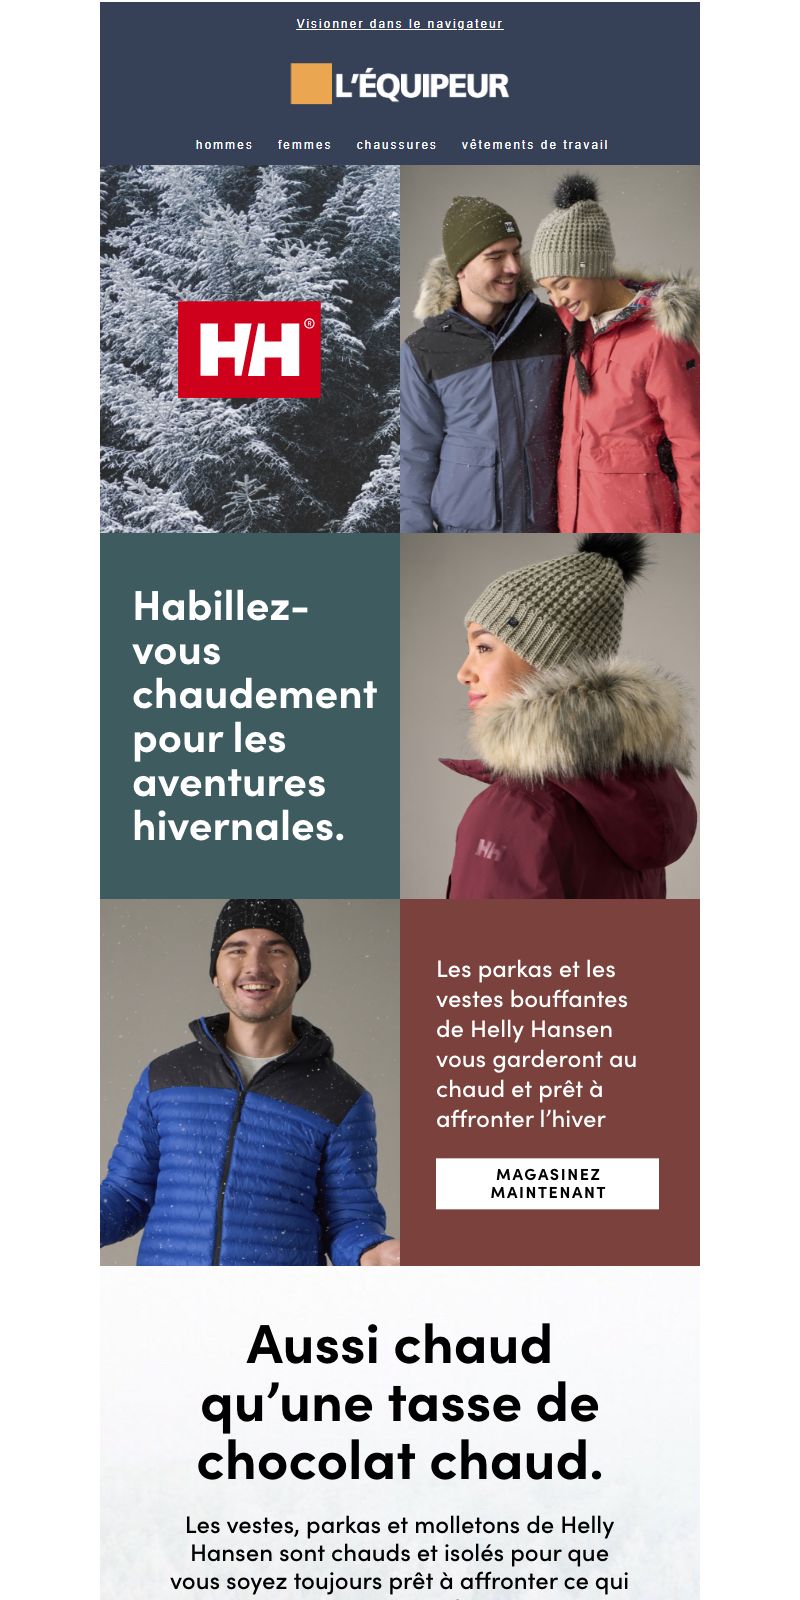 Visionner dans le navigateur
L'ÉQUIPEUR
hommes femmes chaussures vêtements de travail
HH®
Habillez-
vous
chaudement
pour les
aventures
hivernales.
HH
Les parkas et les
vestes bouffantes
de Helly Hansen
vous garderont au
chaud et prêt à
affronter l’hiver
MAGASINEZ
MAINTENANT
Aussi chaud
qu’une tasse de
chocolat chaud.
Les vestes, parkas et molletons de Helly
Hansen sont chauds et isolés pour que
vous soyez toujours prêt à affronter ce qui